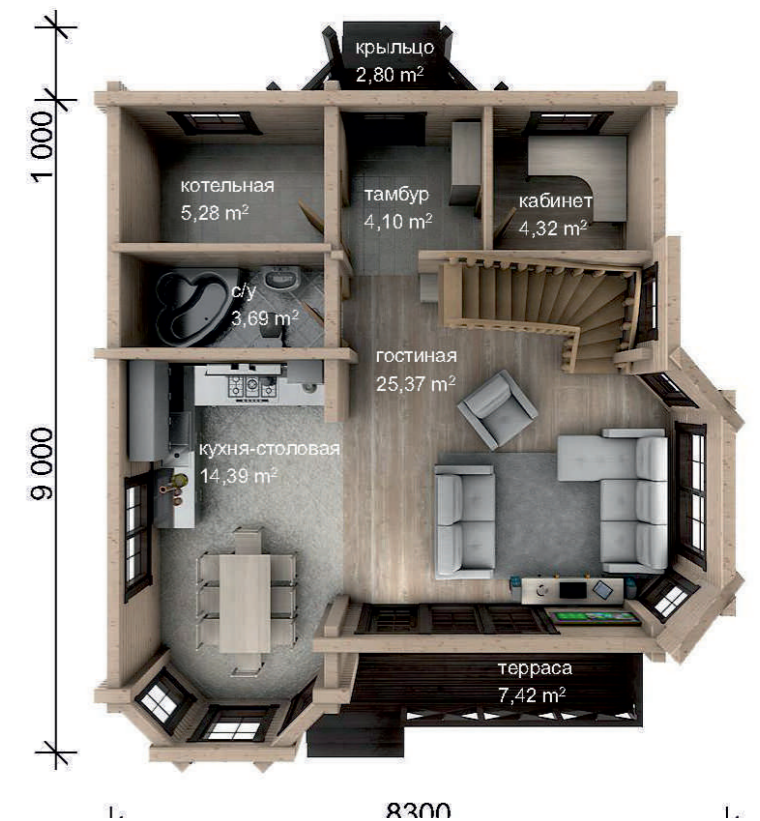 крыльцо
2,80 m²
1 000
котельная
5,28 m²
тамбур
4,10 m²
кабинет
4,32 m²
с/у
3,69 m²
гостиная
25,37 m²
9 000
кухня-столовая
14,39 m²
терраса
7,42 m²
8300